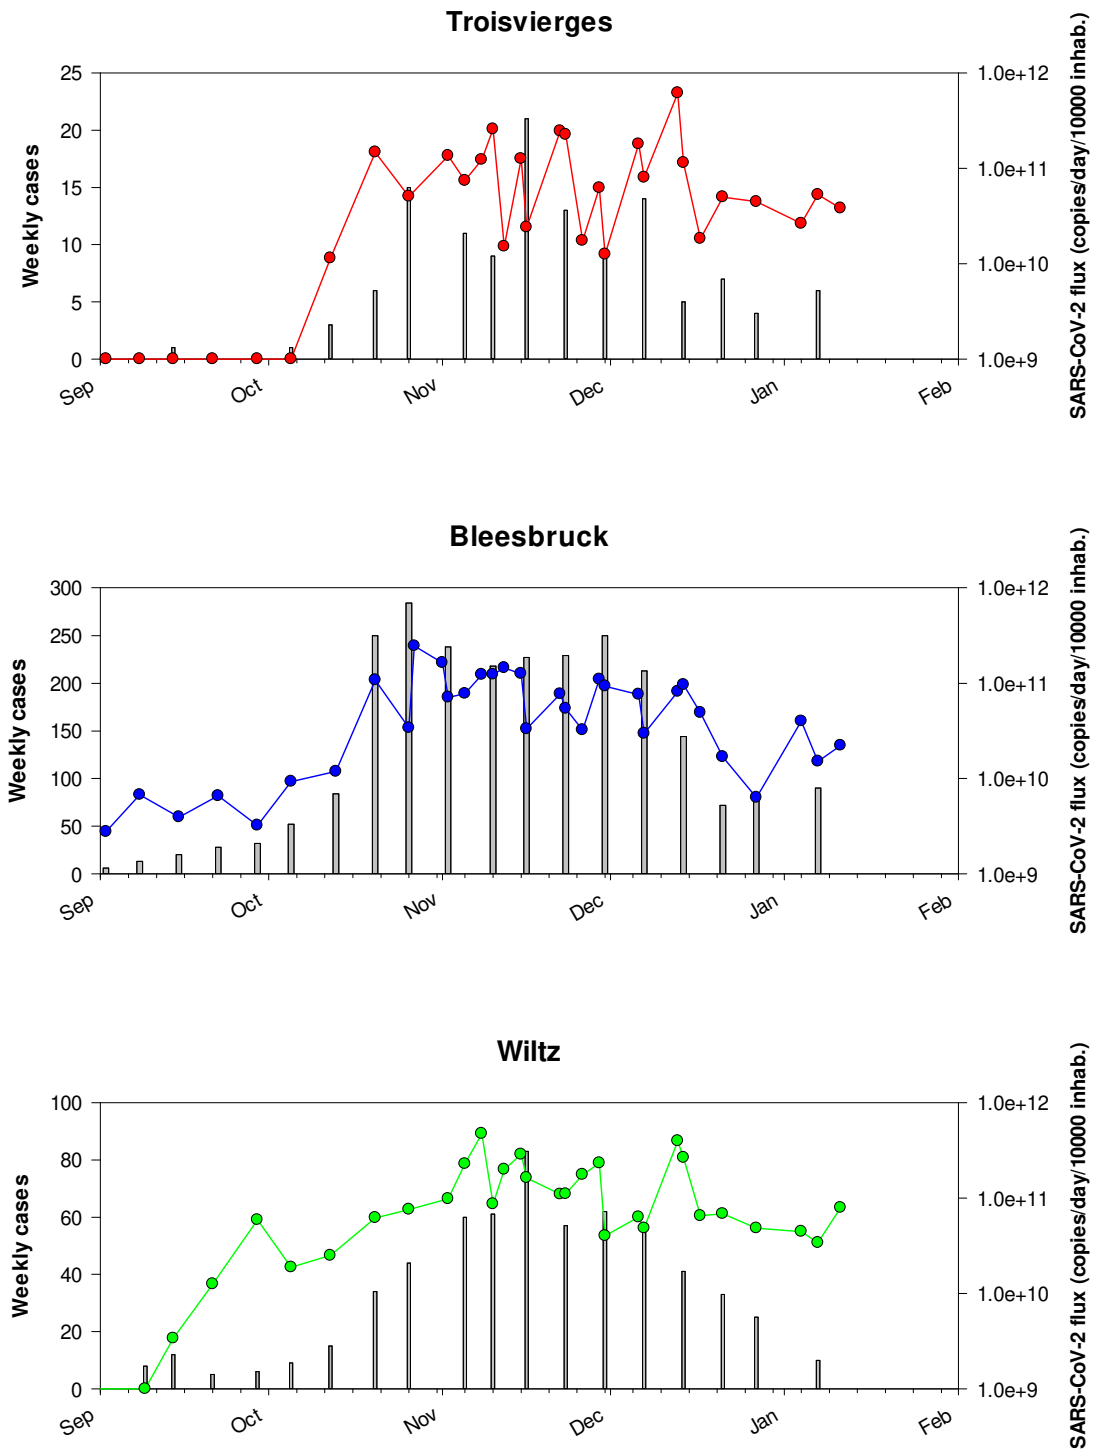 Troisvierges
25
20
15
10
5
0
Weekly cases
1.0e+12
1.0e+11
1.0e+10
1.0e+9
SARS-CoV-2 flux (copies/day/10000 inhab.)
Sep
Oct
Nov
Dec
Jan
Feb
Bleesbruck
300
250
200
150
100
50
0
Weekly cases
1.0e+12
1.0e+11
1.0e+10
1.0e+9
SARS-CoV-2 flux (copies/day/10000 inhab.)
Sep
Oct
Nov
Dec
Jan
Feb
Wiltz
100
80
60
40
20
0
Weekly cases
1.0e+12
1.0e+11
1.0e+10
1.0e+9
SARS-CoV-2 flux (copies/day/10000 inhab.)
Sep
Oct
Nov
Dec
Jan
Feb